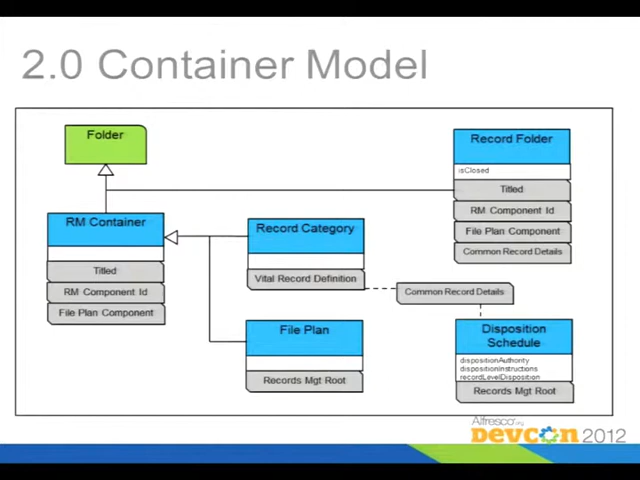 2.0 Container Model
Folder
Record Folder
isClosed
Titled
RM Component Id
File Plan Component
Common Record Details
RM Container
Titled
RM Component Id
File Plan Component
Record Category
Vital Record Definition
Common Record Details
File Plan
Records Mgt Root
Disposition
Schedule
dispositionAuthority
dispositionInstructions
recordLevelDisposition
Records Mgt Root
Alfresco.org
DEVCON 2012